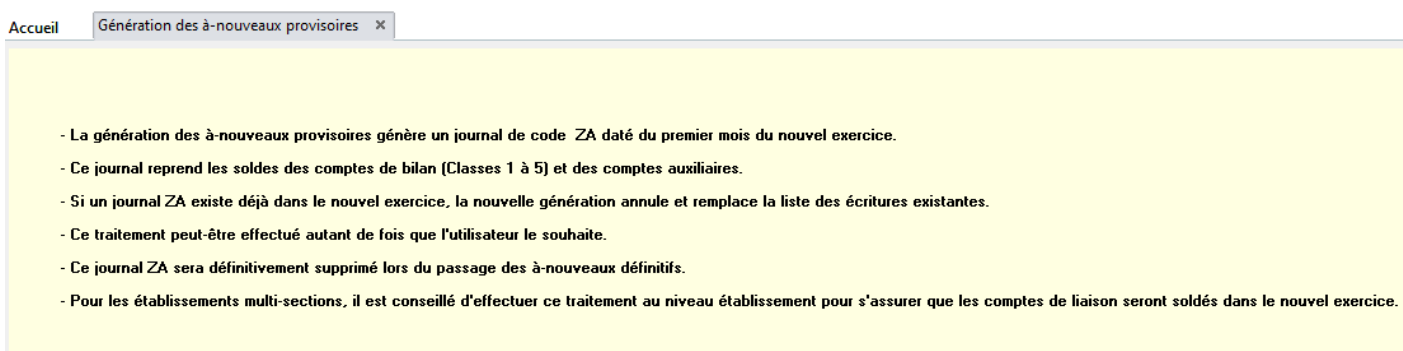 Accueil
Génération des à-nouveaux provisoires ×
- La génération des à-nouveaux provisoires génère un journal de code ZA daté du premier mois du nouvel exercice.
- Ce journal reprend les soldes des comptes de bilan (Classes 1 à 5) et des comptes auxiliaires.
- Si un journal ZA existe déjà dans le nouvel exercice, la nouvelle génération annule et remplace la liste des écritures existantes.
- Ce traitement peut-être effectué autant de fois que l'utilisateur le souhaite.
- Ce journal ZA sera définitivement supprimé lors du passage des à-nouveaux définitifs.
- Pour les établissements multi-sections, il est conseillé d'effectuer ce traitement au niveau établissement pour s'assurer que les comptes de liaison seront soldés dans le nouvel exercice.